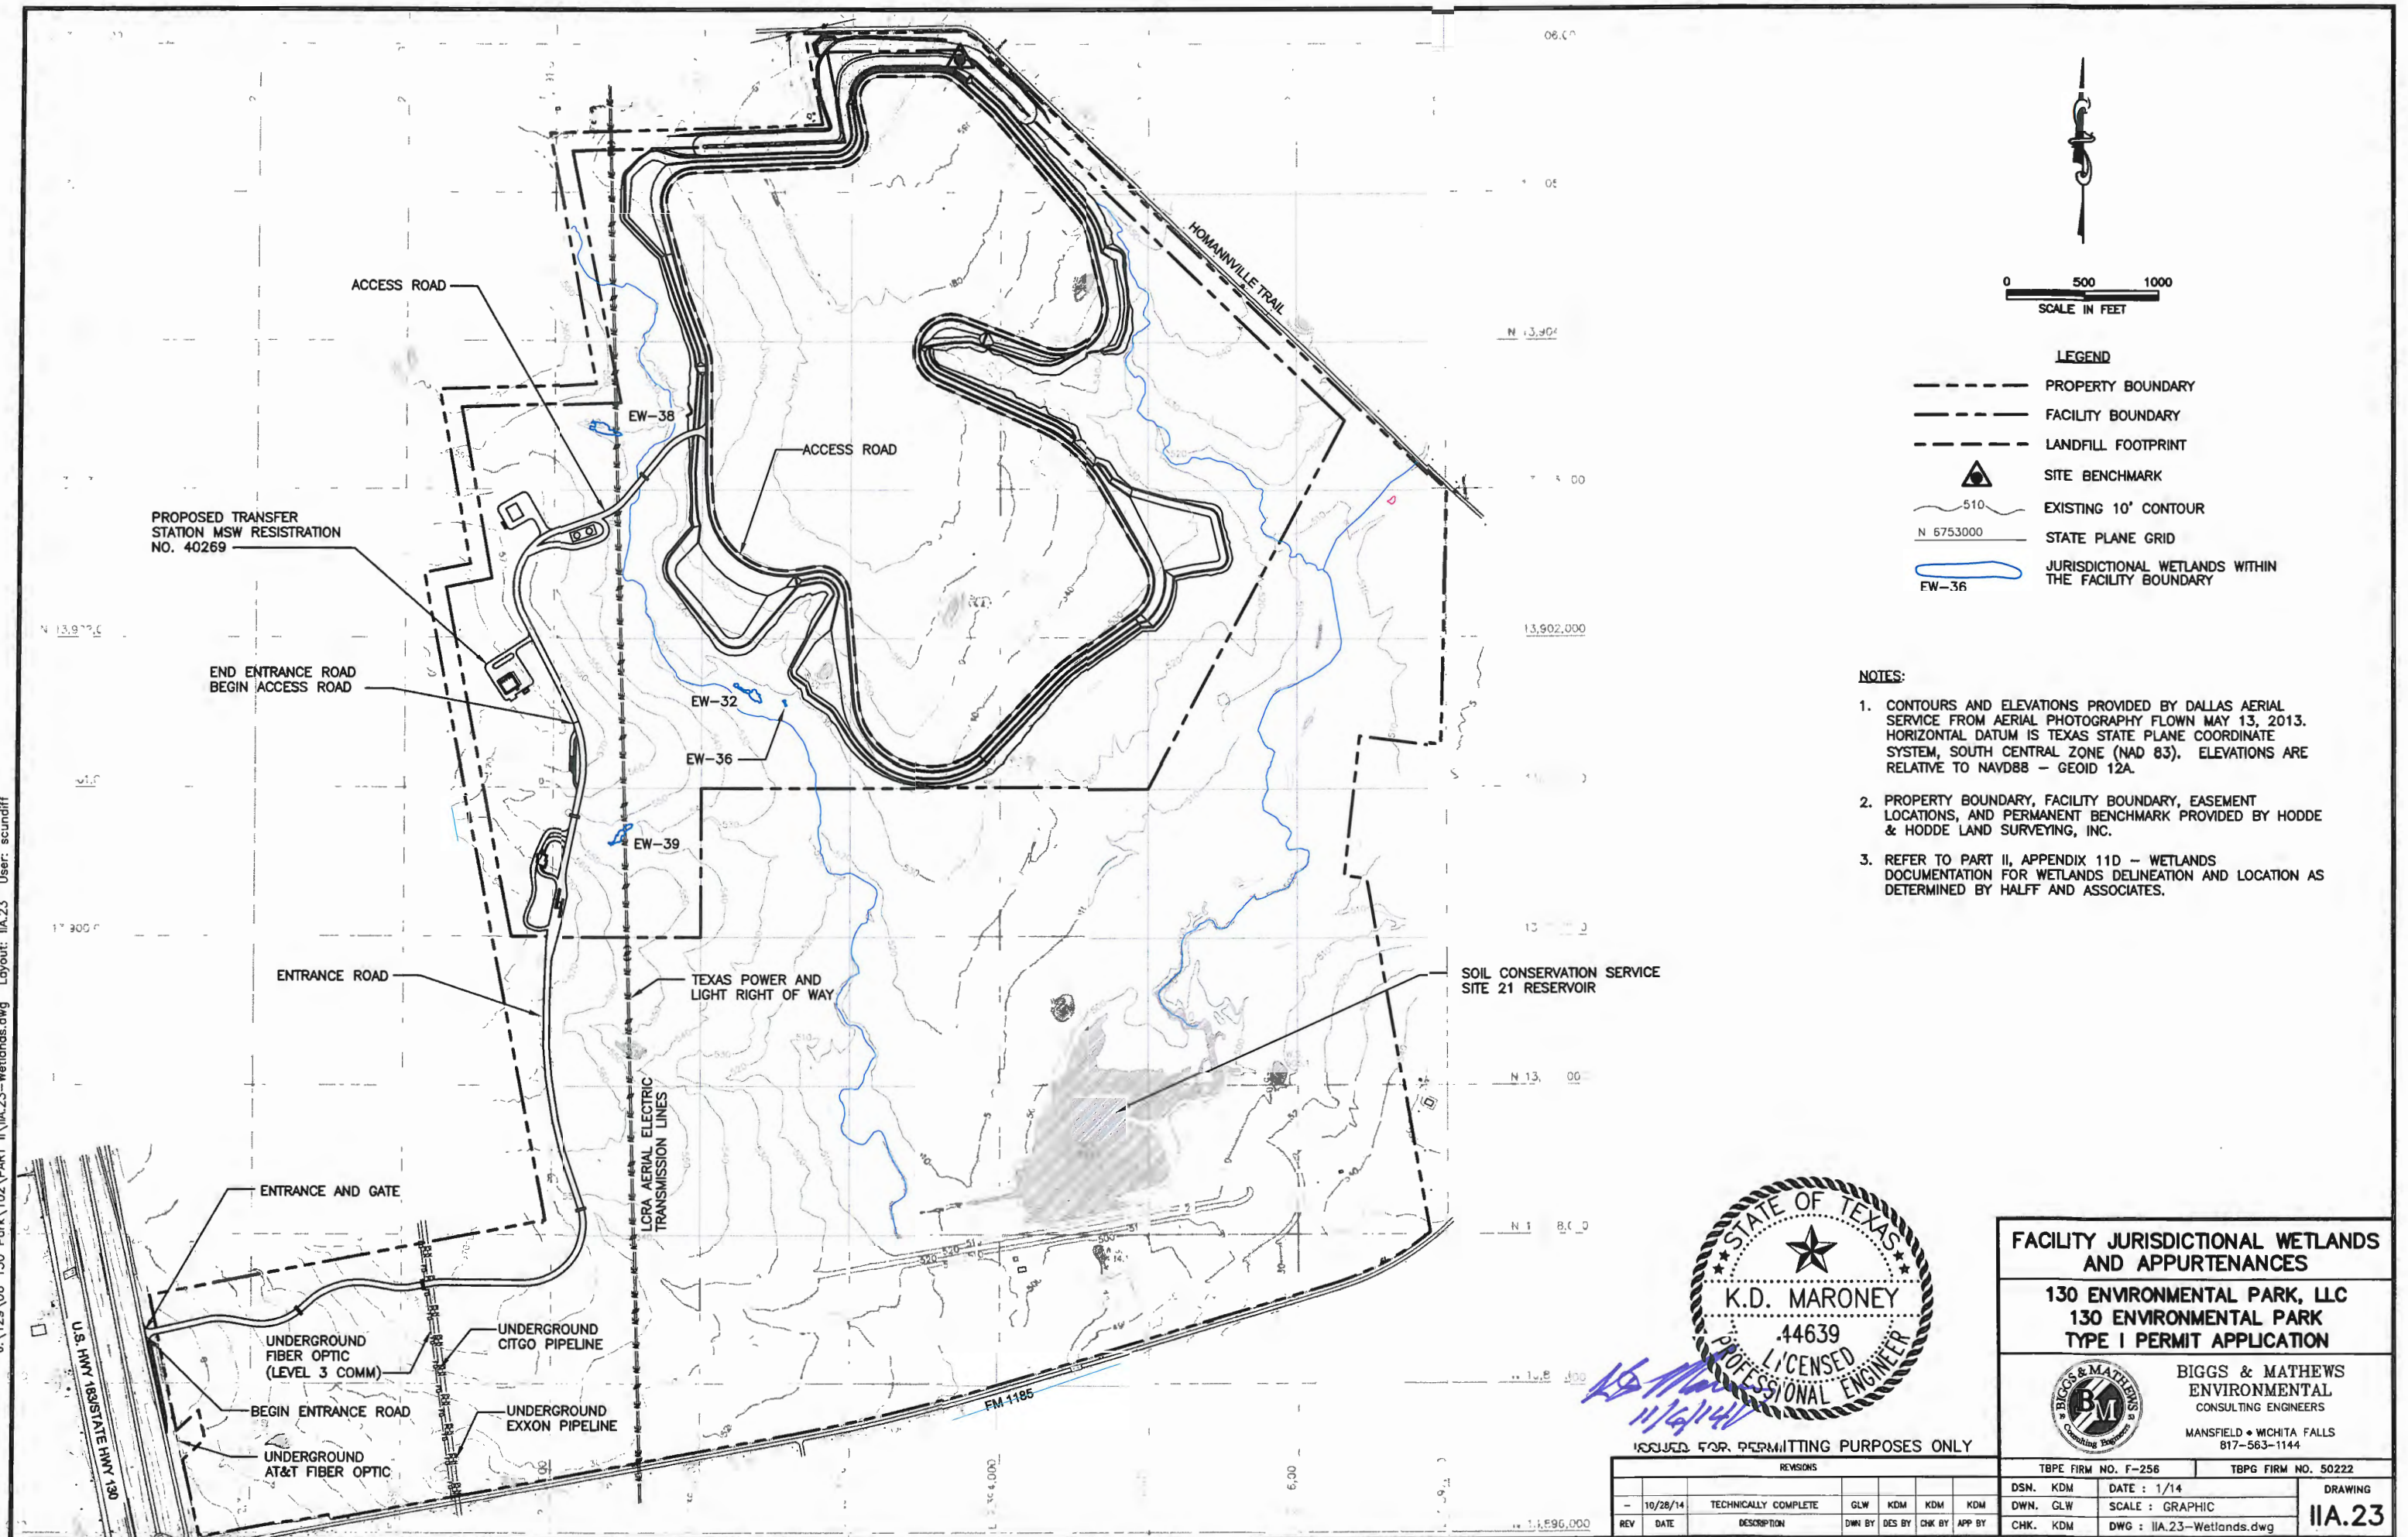 ACCESS ROAD
HOMANNVILLE TRAIL
EW-38
ACCESS ROAD
PROPOSED TRANSFER
STATION MSW RESISTRATION
NO. 40269
END ENTRANCE ROAD
BEGIN ACCESS ROAD
EW-32
EW-36
EW-39
ENTRANCE ROAD
TEXAS POWER AND
LIGHT RIGHT OF WAY
SOIL CONSERVATION SERVICE
SITE 21 RESERVOIR
LCRA AERIAL ELECTRIC
TRANSMISSION LINES
ENTRANCE AND GATE
U.S. HWY 183/STATE HWY 130
UNDERGROUND
FIBER OPTIC
(LEVEL 3 COMM)
UNDERGROUND
CITGO PIPELINE
BEGIN ENTRANCE ROAD
UNDERGROUND
EXXON PIPELINE
UNDERGROUND
AT&T FIBER OPTIC
FM 1185
13,902,000
0 500 1000
SCALE IN FEET
LEGEND
PROPERTY BOUNDARY
FACILITY BOUNDARY
LANDFILL FOOTPRINT
SITE BENCHMARK
510 EXISTING 10' CONTOUR
N 6753000 STATE PLANE GRID
EW-36 JURISDICTIONAL WETLANDS WITHIN
THE FACILITY BOUNDARY
NOTES:
1. CONTOURS AND ELEVATIONS PROVIDED BY DALLAS AERIAL
SERVICE FROM AERIAL PHOTOGRAPHY FLOWN MAY 13, 2013.
HORIZONTAL DATUM IS TEXAS STATE PLANE COORDINATE
SYSTEM, SOUTH CENTRAL ZONE (NAD 83). ELEVATIONS ARE
RELATIVE TO NAVD88 - GEOID 12A.
2. PROPERTY BOUNDARY, FACILITY BOUNDARY, EASEMENT
LOCATIONS, AND PERMANENT BENCHMARK PROVIDED BY HODDE
& HODDE LAND SURVEYING, INC.
3. REFER TO PART II, APPENDIX 11D - WETLANDS
DOCUMENTATION FOR WETLANDS DELINEATION AND LOCATION AS
DETERMINED BY HALFF AND ASSOCIATES.
STATE OF TEXAS
K.D. MARONEY
44639
LICENSED
PROFESSIONAL ENGINEER
11/6/14
ISSUED FOR PERMITTING PURPOSES ONLY
REVISIONS
- 10/28/14 TECHNICALLY COMPLETE GLW KDM KDM KDM
REV DATE DESCRIPTION DWN BY DES BY CHK BY APP BY
FACILITY JURISDICTIONAL WETLANDS
AND APPURTENANCES
130 ENVIRONMENTAL PARK, LLC
130 ENVIRONMENTAL PARK
TYPE I PERMIT APPLICATION
BIGGS & MATHEWS
BM
Consulting Engineers
BIGGS & MATHEWS
ENVIRONMENTAL
CONSULTING ENGINEERS
MANSFIELD ♦ WICHITA FALLS
817-563-1144
TBPE FIRM NO. F-256 TBPG FIRM NO. 50222
DSN. KDM DATE : 1/14 DRAWING
DWN. GLW SCALE : GRAPHIC
CHK. KDM DWG : IIA.23-Wetlands.dwg
IIA.23
Layout: IIA.23 User: scundiff